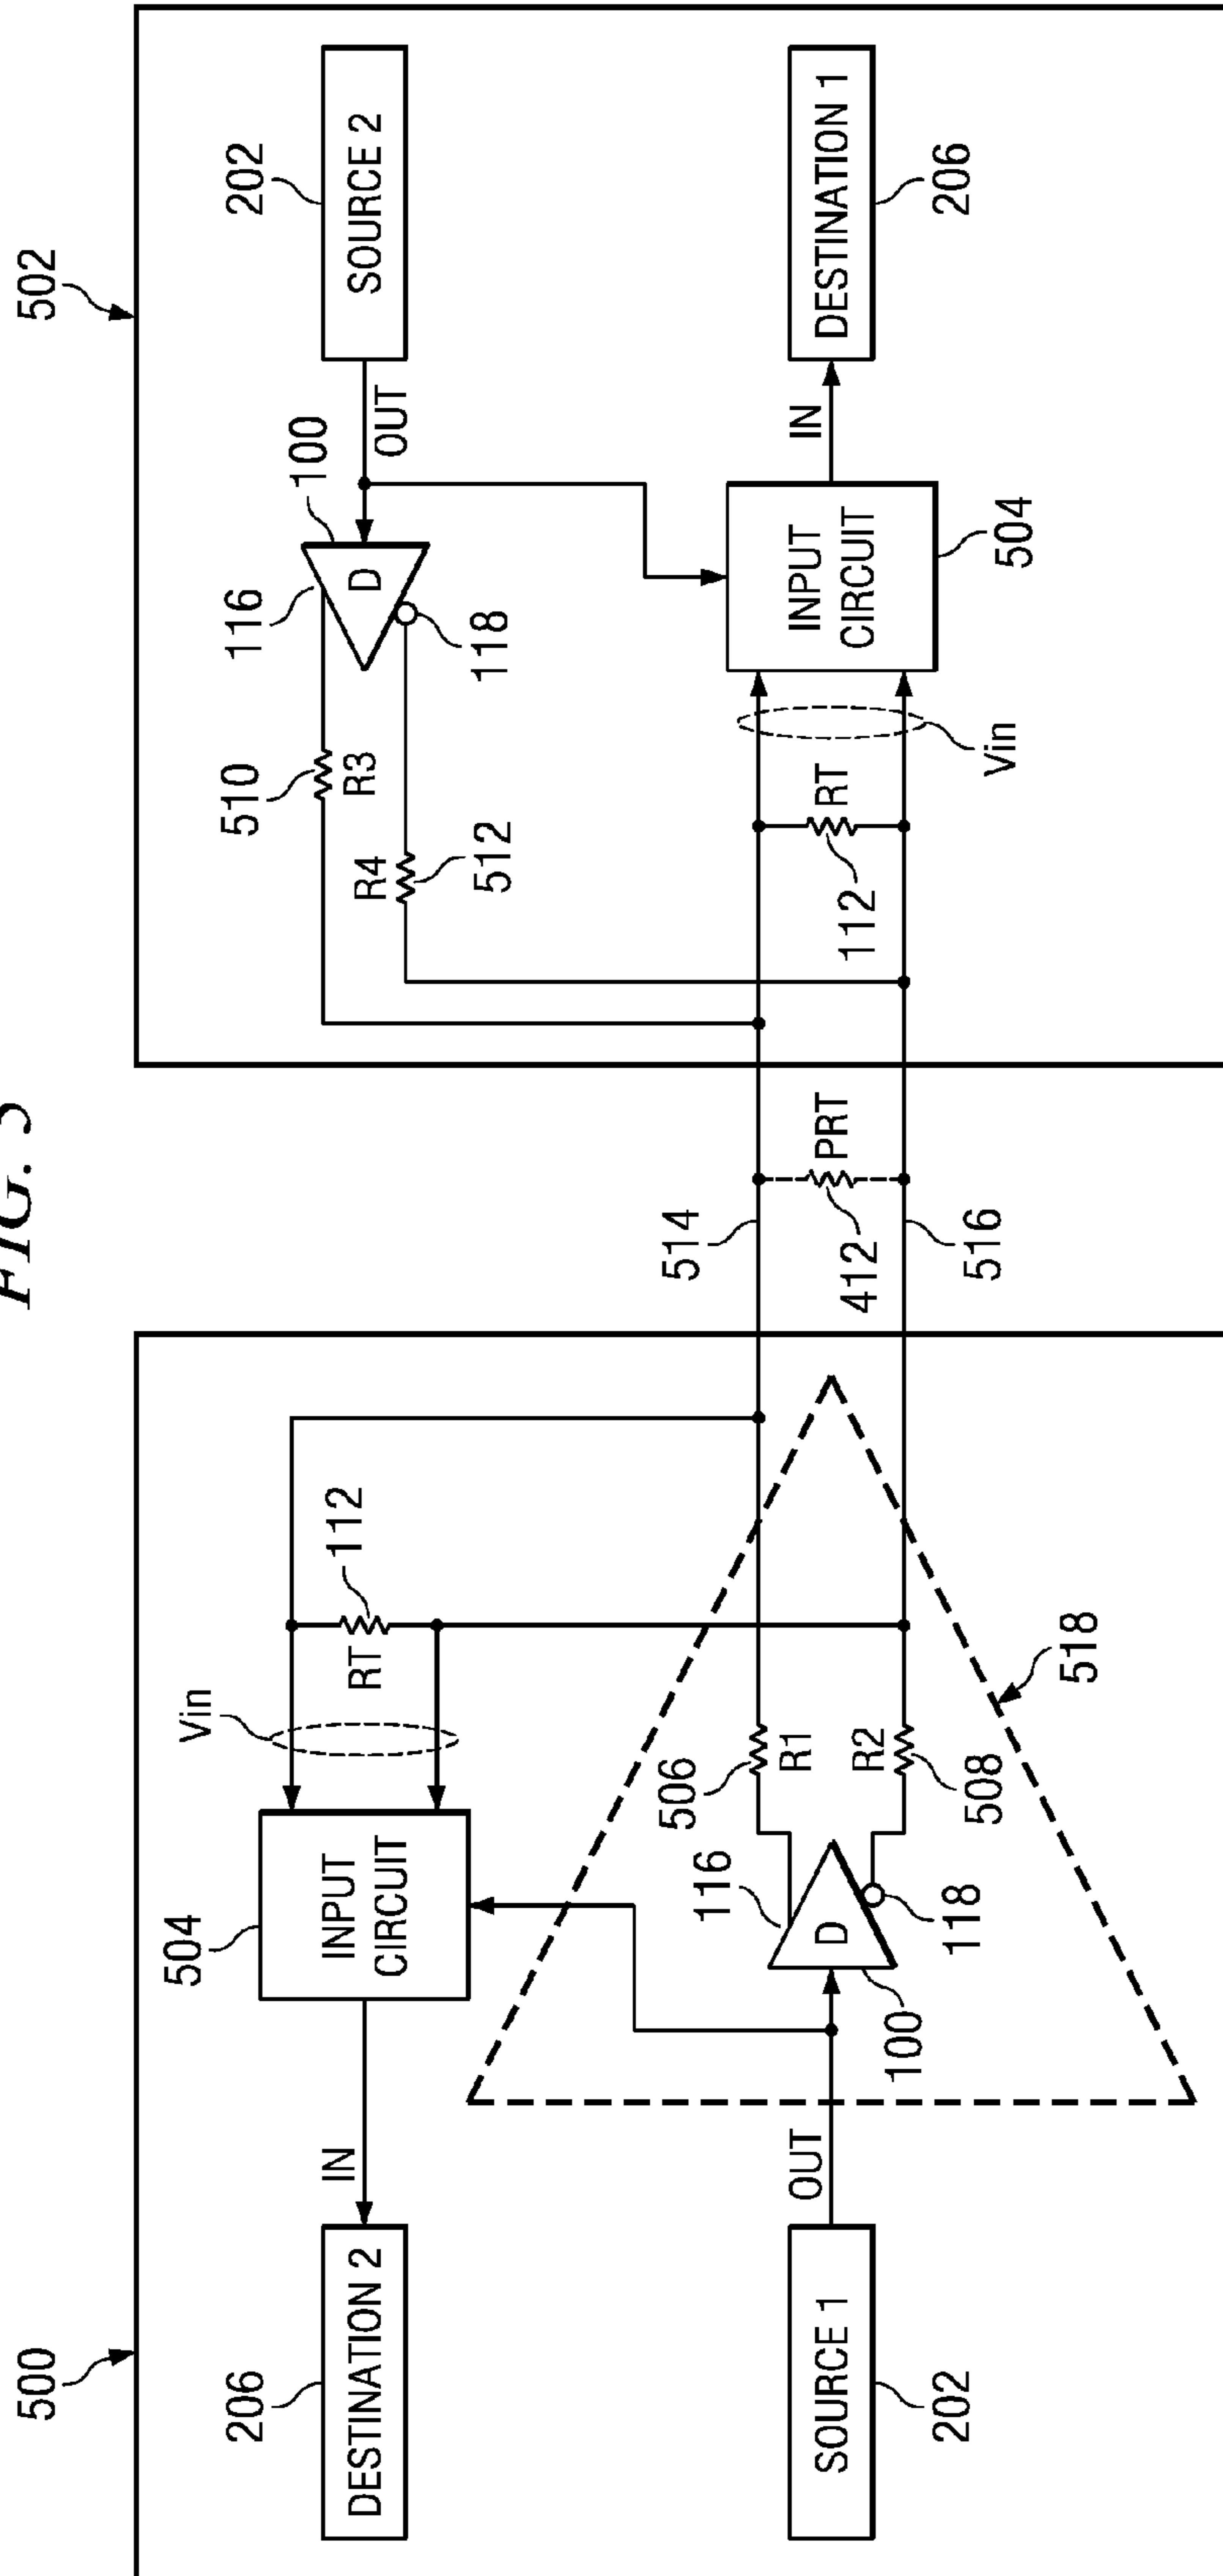 FIG. 5
500
502
206
504
Vin
112
510
116
100
202
DESTINATION 2
IN
INPUT
CIRCUIT
RT
R3
D
OUT
SOURCE 2
R4
512
118
116
506
514
R1
SOURCE 1
OUT
D
R2
412
PRT
112
RT
INPUT
CIRCUIT
IN
DESTINATION 1
202
100
118
508
518
516
Vin
504
206